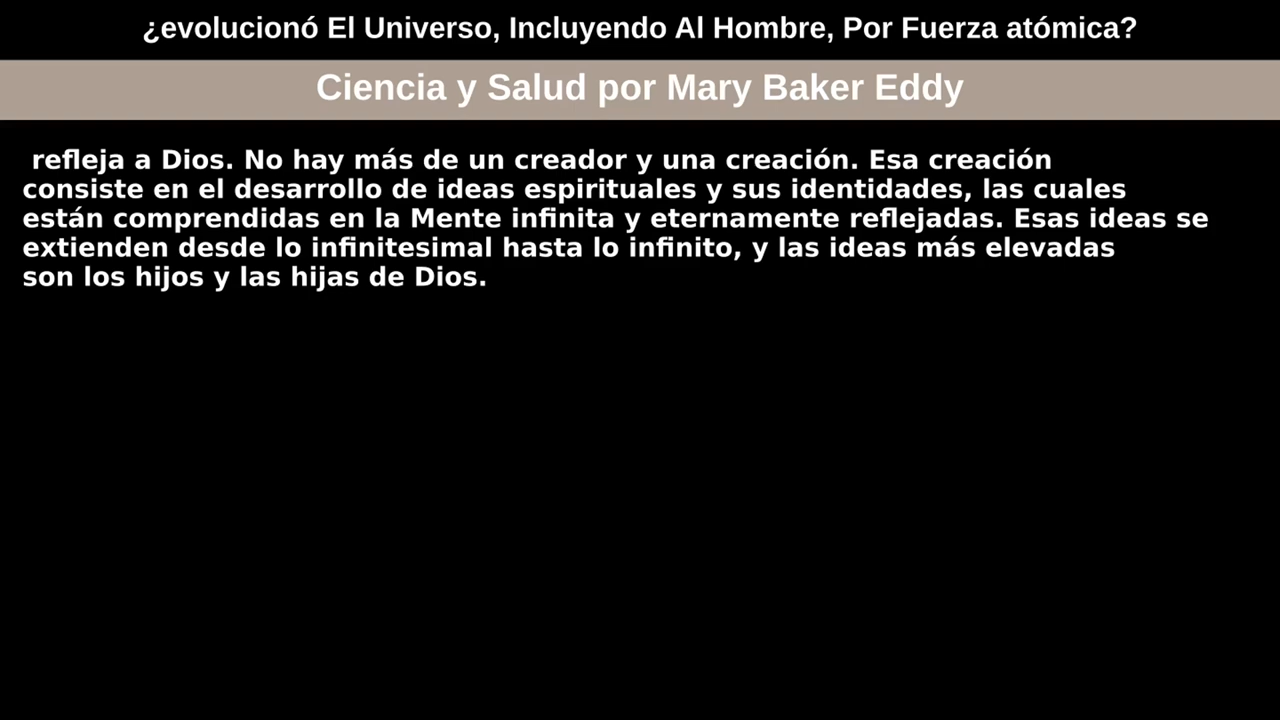 ¿evolucionó El Universo, Incluyendo Al Hombre, Por Fuerza atómica?
Ciencia y Salud por Mary Baker Eddy
refleja a Dios. No hay más de un creador y una creación. Esa creación
consiste en el desarrollo de ideas espirituales y sus identidades, las cuales
están comprendidas en la Mente infinita y eternamente reflejadas. Esas ideas se
extienden desde lo infinitesimal hasta lo infinito, y las ideas más elevadas
son los hijos y las hijas de Dios.